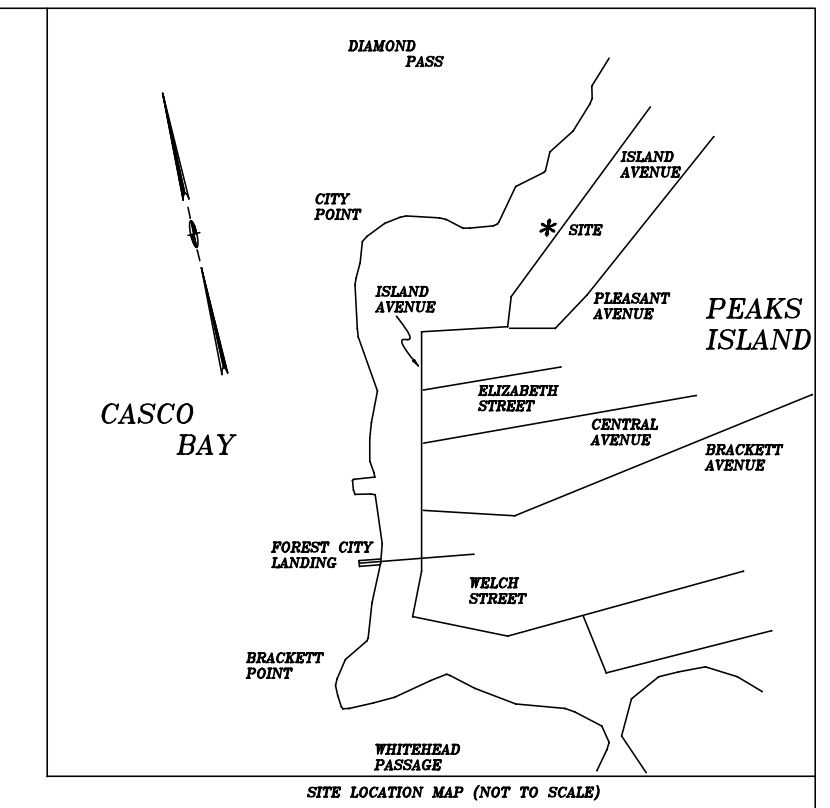 DIAMOND
PASS
ISLAND
AVENUE
CITY
POINT
SITE
ISLAND
AVENUE
PLEASANT
AVENUE
PEAKS
ISLAND
ELIZABETH
STREET
CASCO
BAY
CENTRAL
AVENUE
BRACKETT
AVENUE
FOREST CITY
LANDING
WELCH
STREET
BRACKETT
POINT
WHITEHEAD
PASSAGE
SITE LOCATION MAP (NOT TO SCALE)